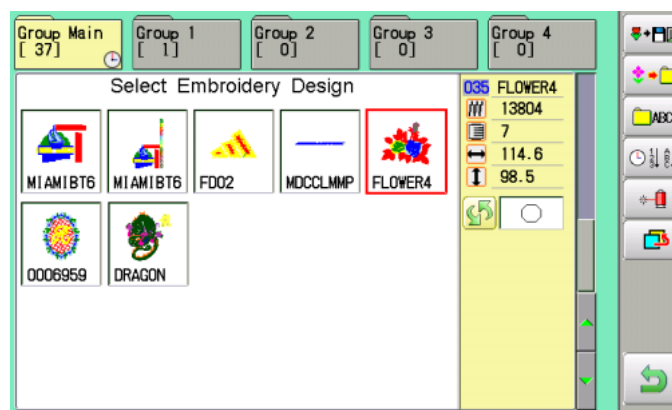 Group Main
[ 37]
Group 1
[ 1]
Group 2
[ 0]
Group 3
[ 0]
Group 4
[ 0]
Select Embroidery Design
MIAMIBT6
MIAMIBT6
FD02
MDCCLMMP
FLOWER4
0006959
DRAGON
035 FLOWER4
13804
7
114.6
98.5
ABC